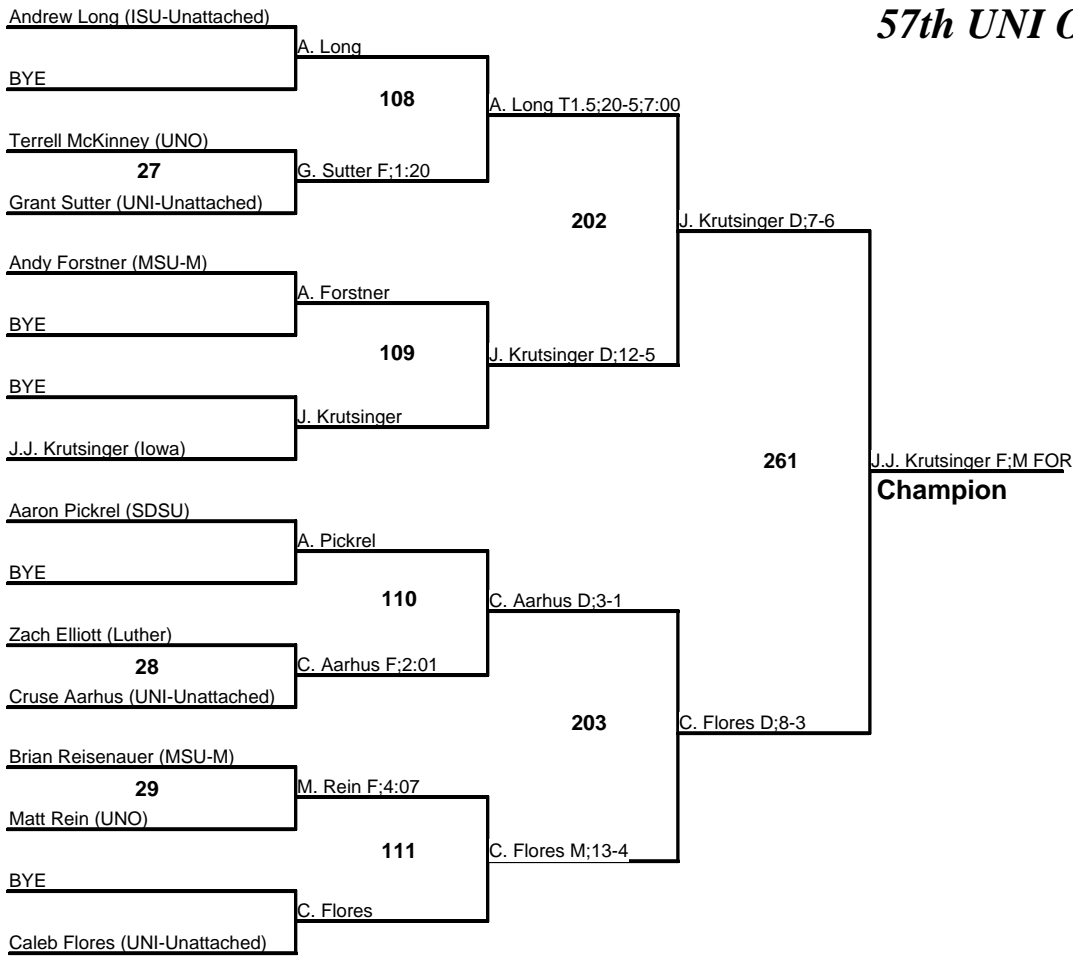 57th UNI O
Andrew Long (ISU-Unattached)
A. Long
BYE
108
A. Long T1.5;20-5;7:00
Terrell McKinney (UNO)
27
G. Sutter F;1:20
Grant Sutter (UNI-Unattached)
202
J. Krutsinger D;7-6
Andy Forstner (MSU-M)
A. Forstner
BYE
109
J. Krutsinger D;12-5
BYE
J. Krutsinger
J.J. Krutsinger (Iowa)
261
J.J. Krutsinger F;M FOR
Champion
Aaron Pickrel (SDSU)
A. Pickrel
BYE
110
C. Aarhus D;3-1
Zach Elliott (Luther)
28
C. Aarhus F;2:01
Cruse Aarhus (UNI-Unattached)
203
C. Flores D;8-3
Brian Reisenauer (MSU-M)
29
M. Rein F;4:07
Matt Rein (UNO)
111
C. Flores M;13-4
BYE
C. Flores
Caleb Flores (UNI-Unattached)